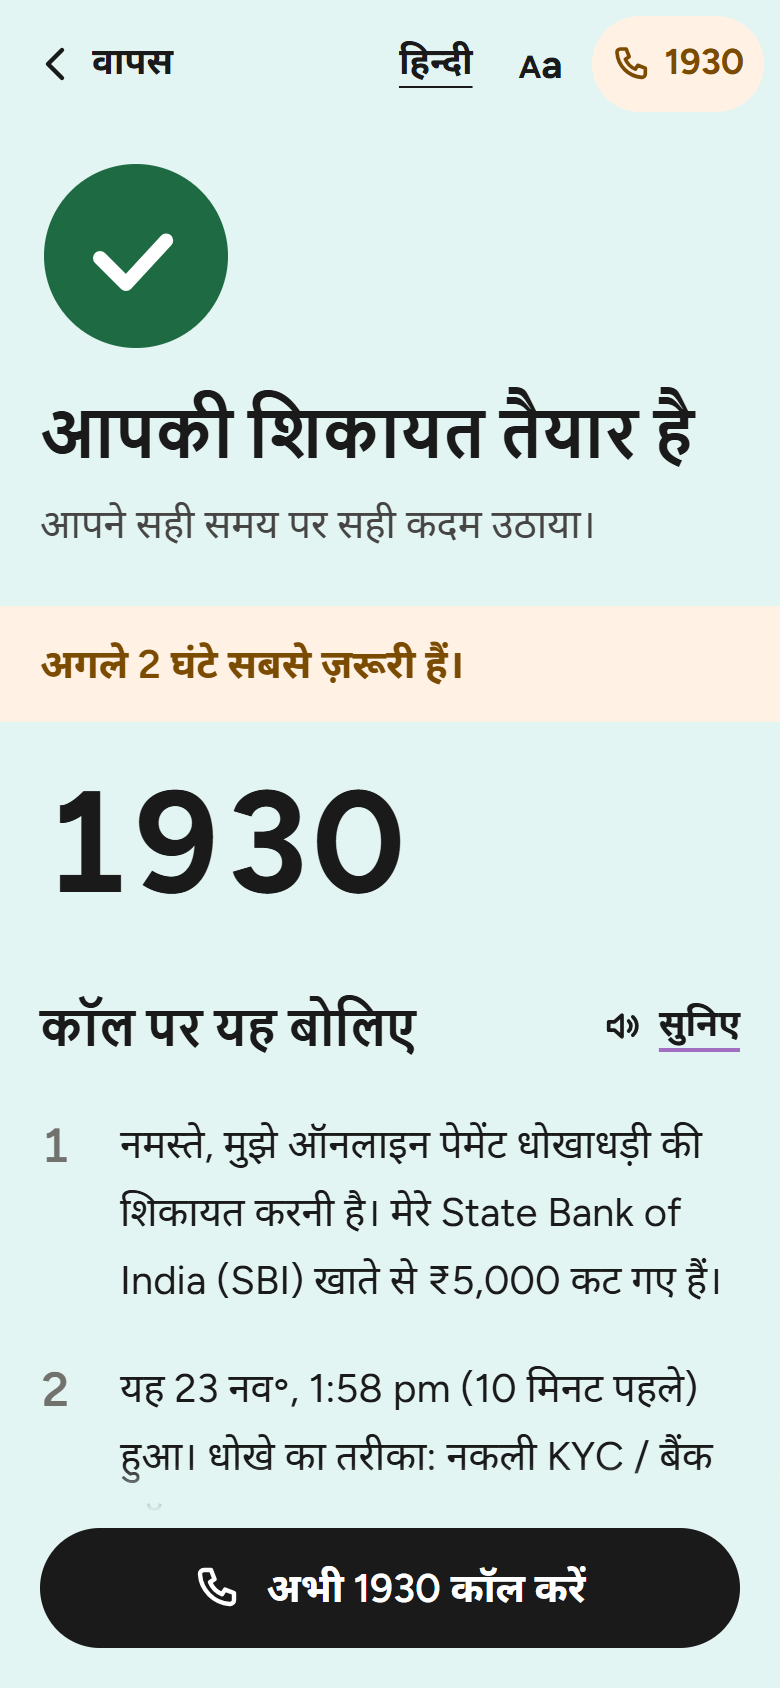 वापस
हिन्दी
Aa
1930
आपकी शिकायत तैयार है
आपने सही समय पर सही कदम उठाया।
अगले 2 घंटे सबसे ज़रूरी हैं।
1930
कॉल पर यह बोलिए
सुनिए
1
नमस्ते, मुझे ऑनलाइन पेमेंट धोखाधड़ी की
शिकायत करनी है। मेरे State Bank of
India (SBI) खाते से ₹5,000 कट गए हैं।
2
यह 23 नव॰, 1:58 pm (10 मिनट पहले)
हुआ। धोखे का तरीका: नकली KYC / बैंक
अभी 1930 कॉल करें